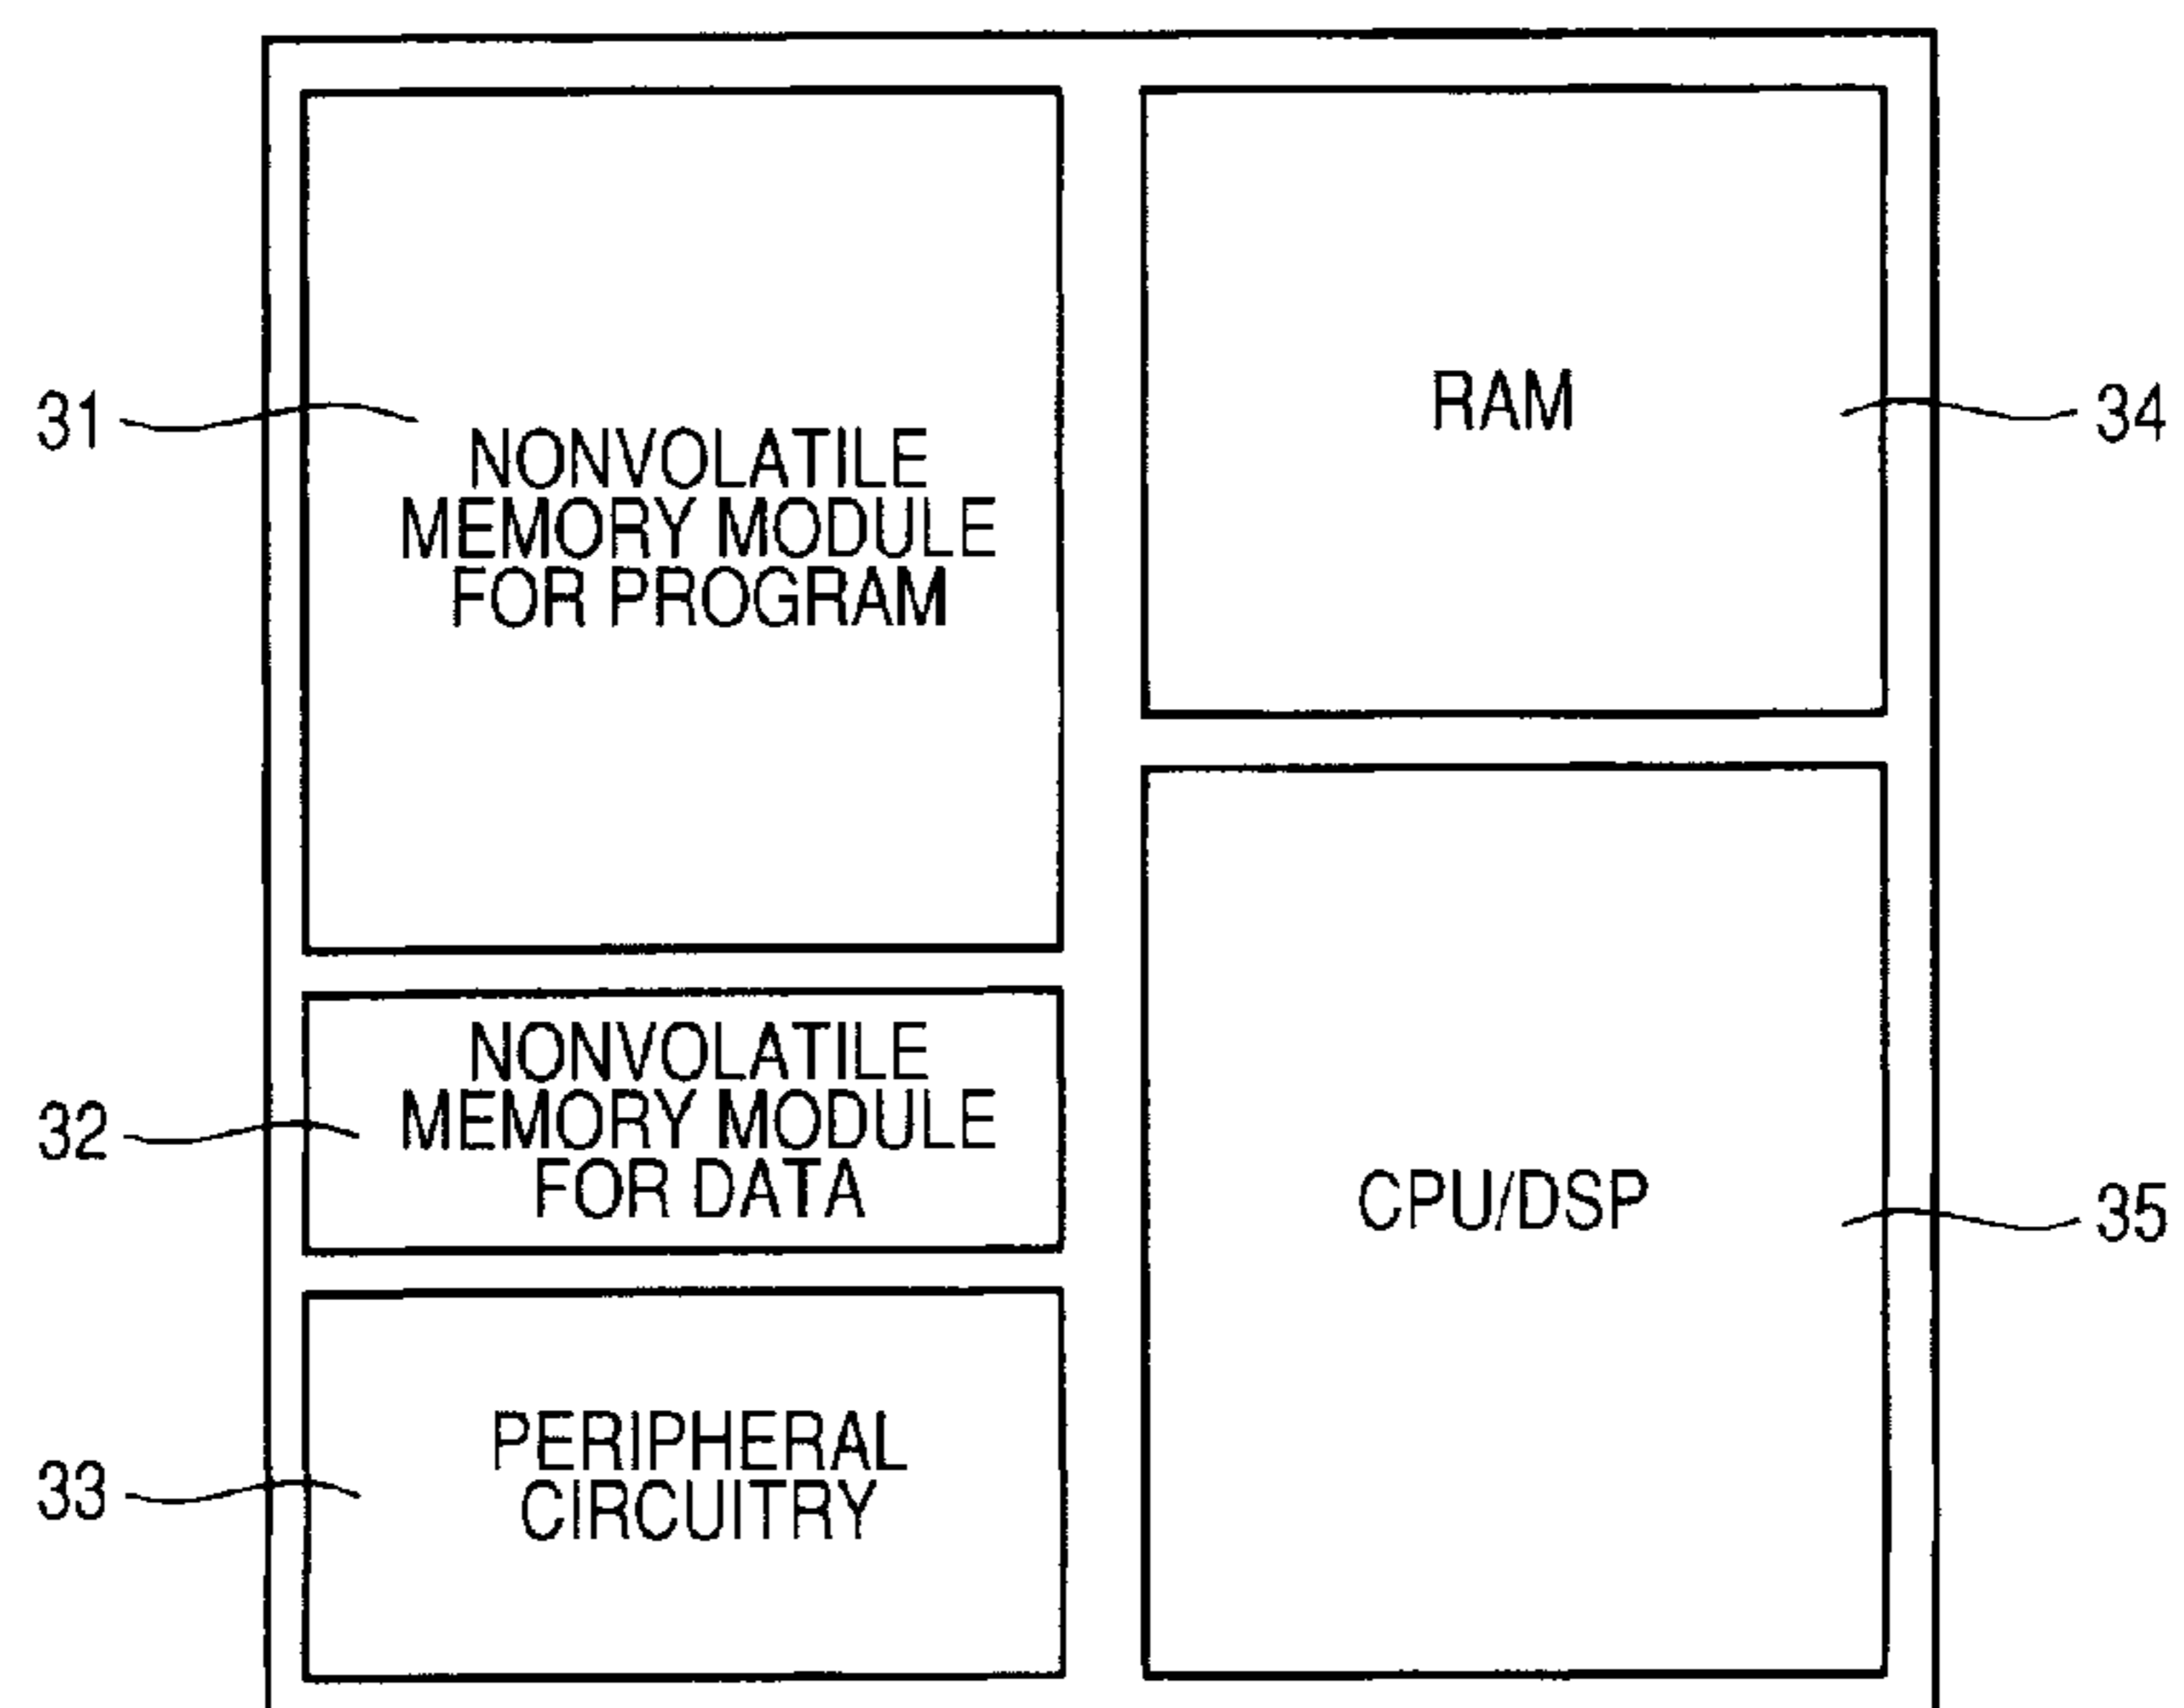 31
NONVOLATILE
MEMORY MODULE
FOR PROGRAM
32
NONVOLATILE
MEMORY MODULE
FOR DATA
33
PERIPHERAL
CIRCUITRY
RAM
34
CPU/DSP
35